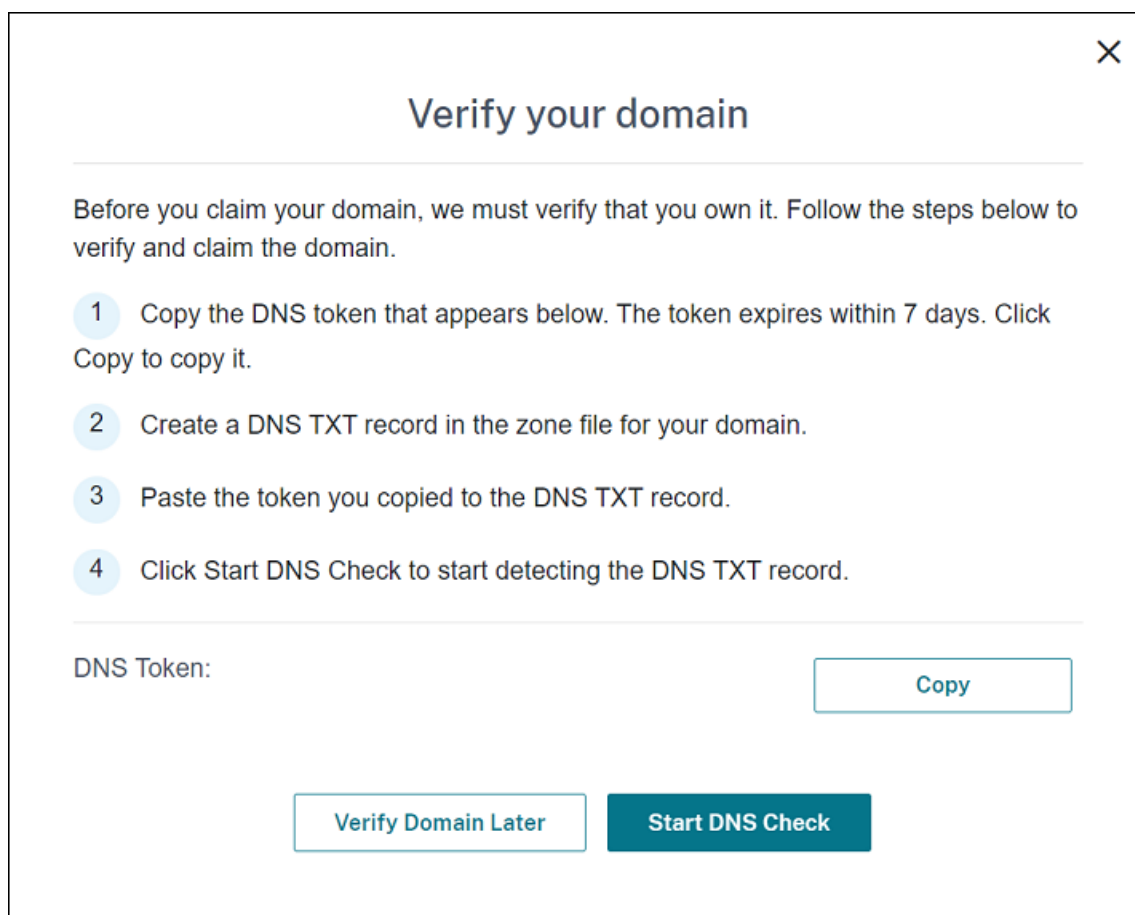 Verify your domain
Before you claim your domain, we must verify that you own it. Follow the steps below to
verify and claim the domain.
1 Copy the DNS token that appears below. The token expires within 7 days. Click
Copy to copy it.
2 Create a DNS TXT record in the zone file for your domain.
3 Paste the token you copied to the DNS TXT record.
4 Click Start DNS Check to start detecting the DNS TXT record.
DNS Token:
Copy
Verify Domain Later
Start DNS Check